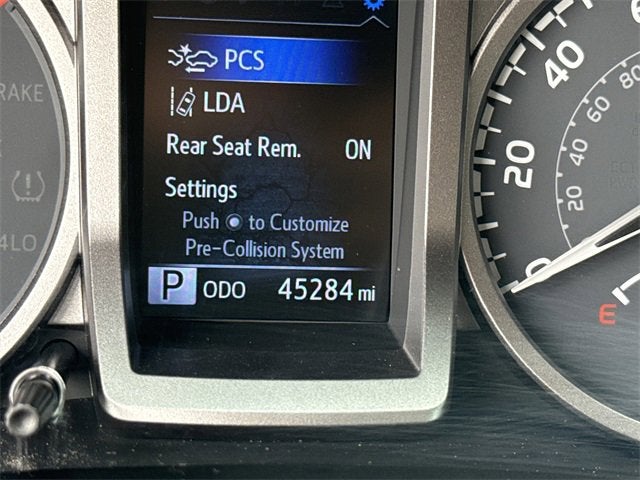 PCS
LDA
Rear Seat Rem. ON
Settings
Push to Customize
Pre-Collision System
P ODO 45284 mi
4LO
0
20
40
20
40
60
80
E